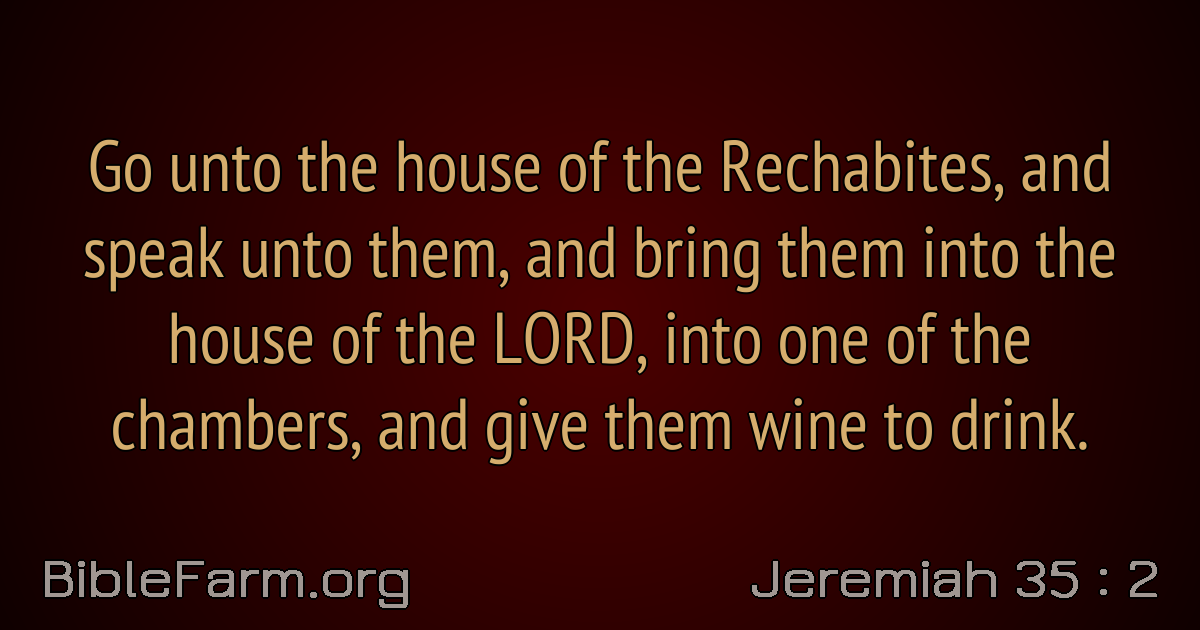 Go unto the house of the Rechabites, and
speak unto them, and bring them into the
house of the LORD, into one of the
chambers, and give them wine to drink.
BibleFarm.org
Jeremiah 35 : 2